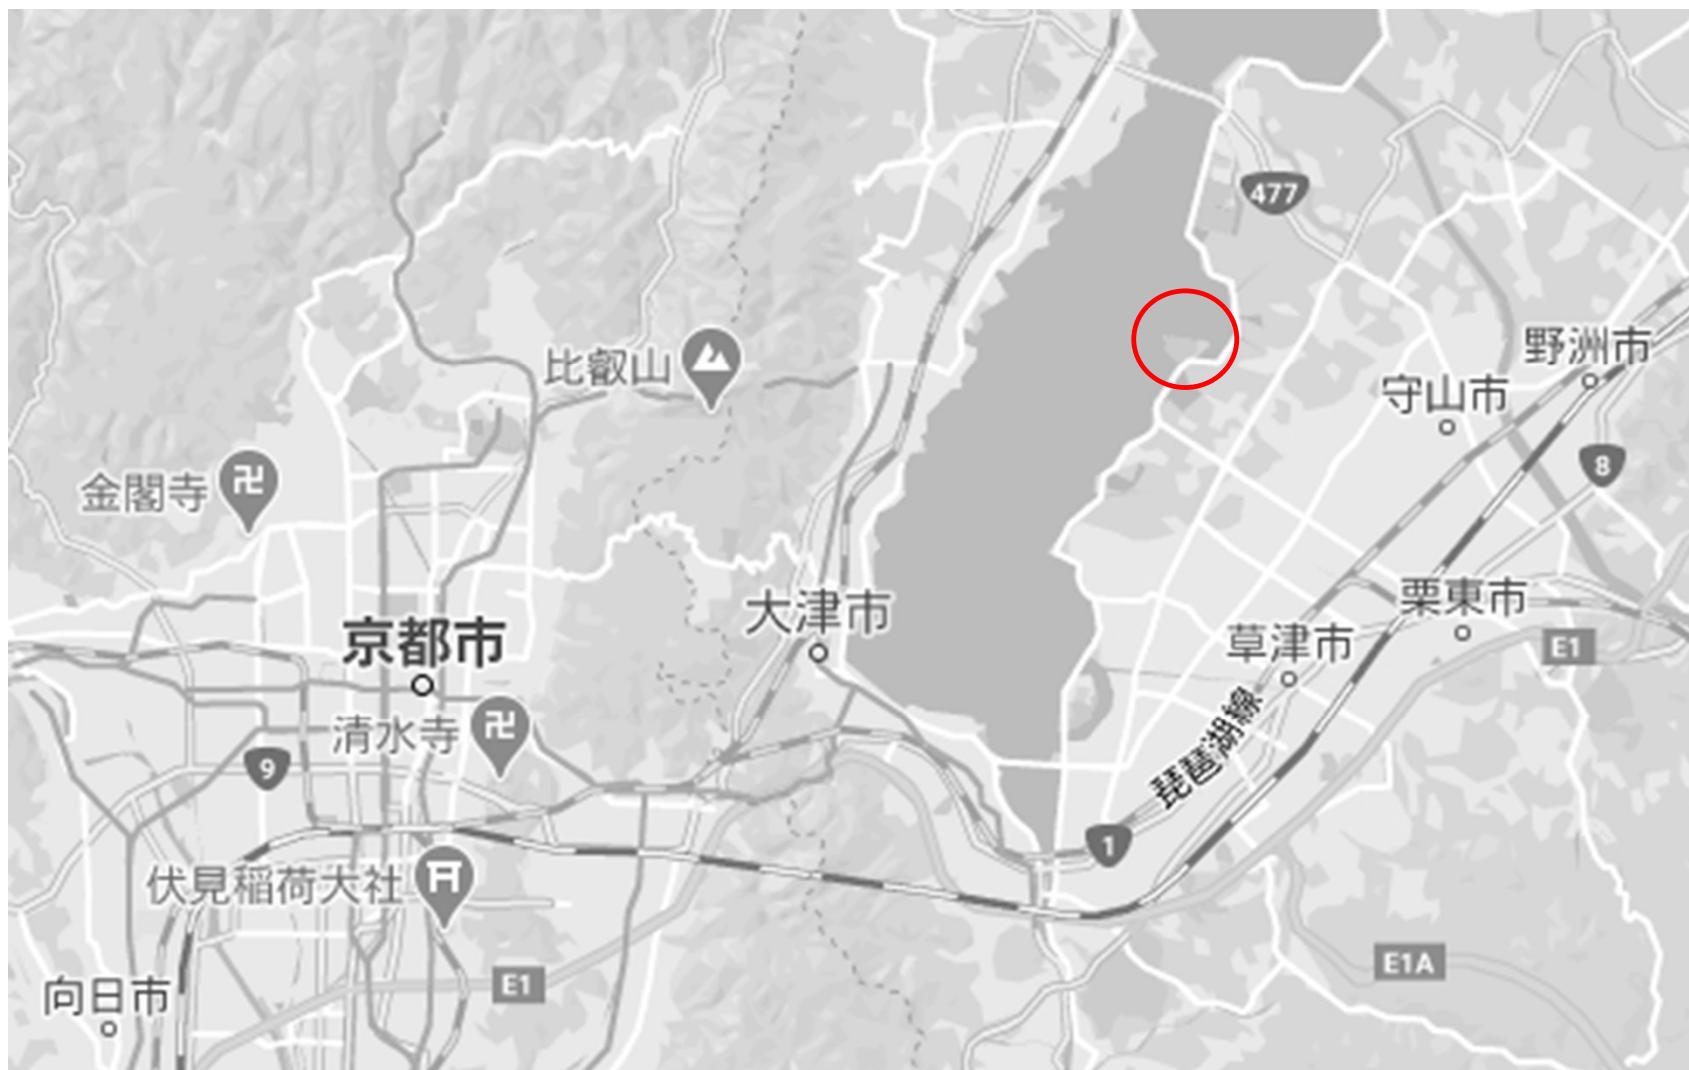 477
野洲市
比叡山
守山市
8
金閣寺
卍
大津市
栗東市
京都市
草津市
E1
琵琶湖線
清水寺
卍
9
1
伏見稲荷大社
E1A
E1
向日市